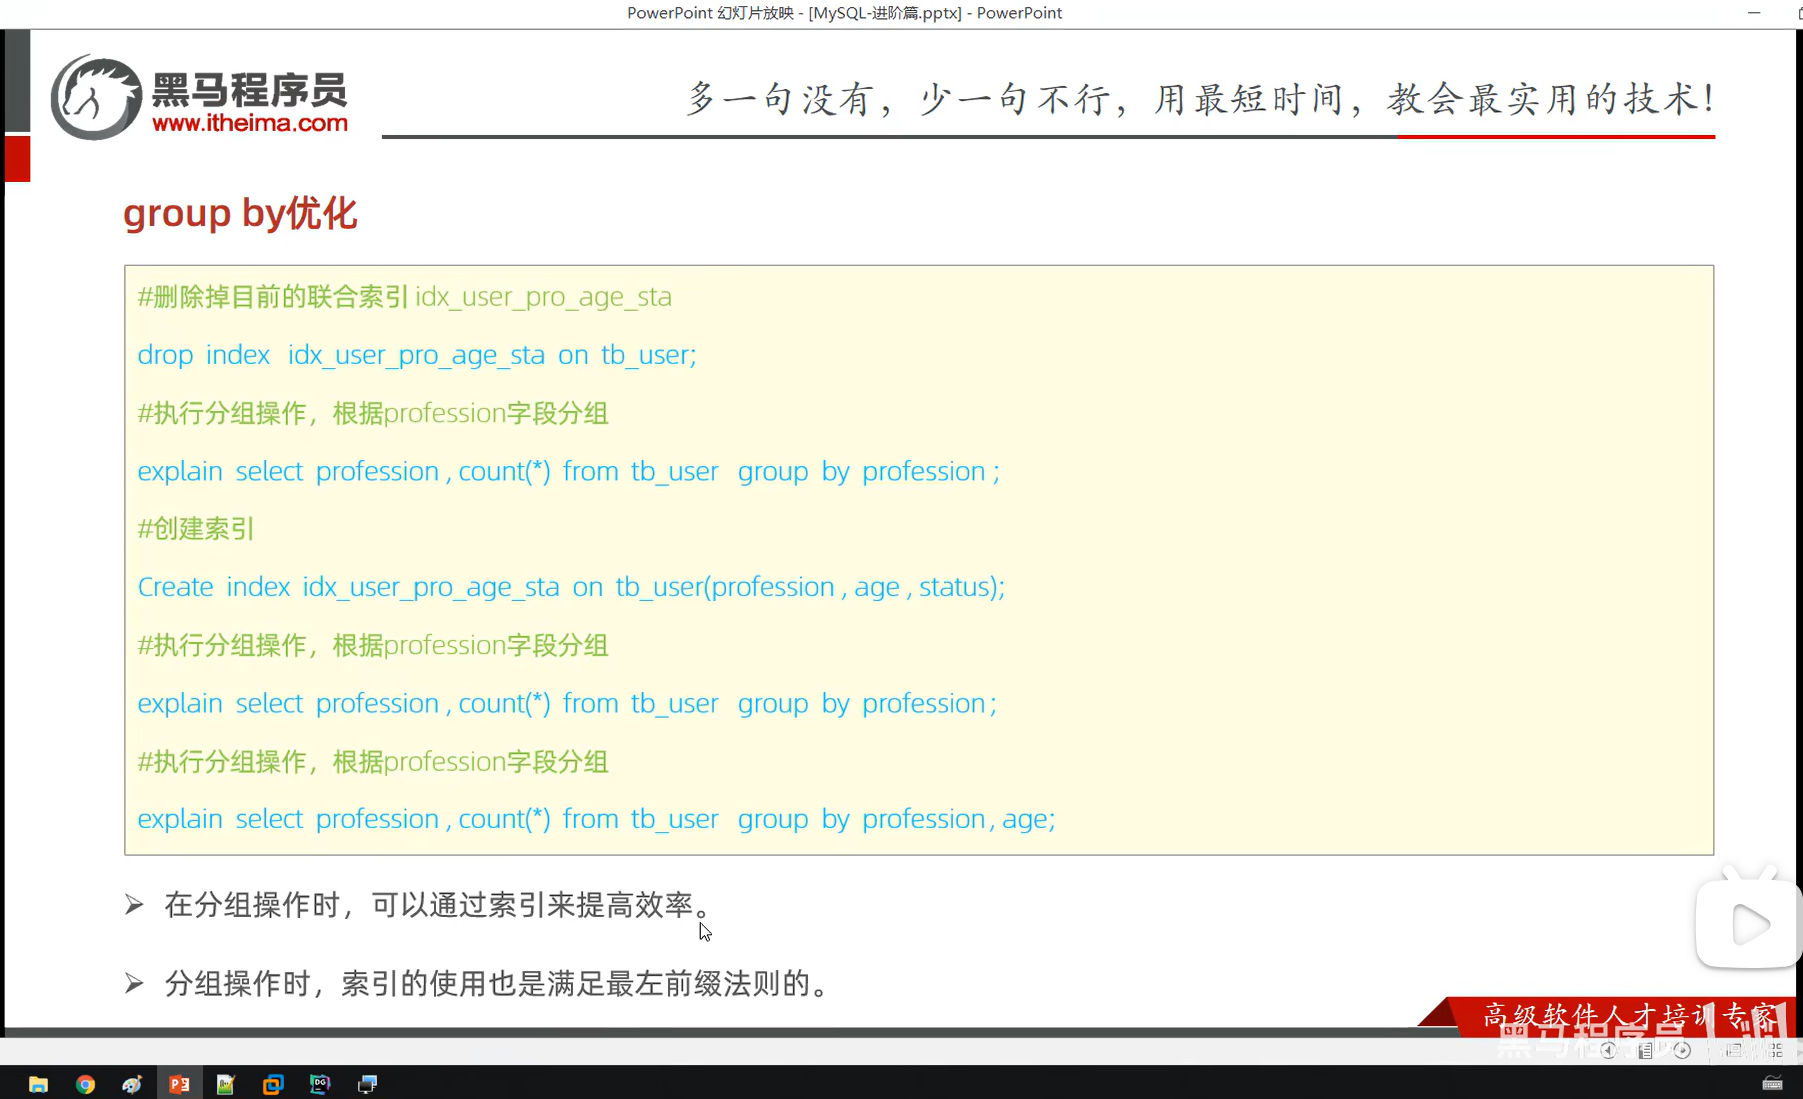 PowerPoint 幻灯片放映 - [MySQL-进阶篇.pptx] - PowerPoint
黑马程序员
www.itheima.com
多一句没有，少一句不行，用最短时间，教会最实用的技术！
group by优化
#删除掉目前的联合索引 idx_user_pro_age_sta
drop index idx_user_pro_age_sta on tb_user;
#执行分组操作，根据profession字段分组
explain select profession , count(*) from tb_user group by profession ;
#创建索引
Create index idx_user_pro_age_sta on tb_user(profession , age , status);
#执行分组操作，根据profession字段分组
explain select profession , count(*) from tb_user group by profession ;
#执行分组操作，根据profession字段分组
explain select profession , count(*) from tb_user group by profession , age;
➢ 在分组操作时，可以通过索引来提高效率。
➢ 分组操作时，索引的使用也是满足最左前缀法则的。
高级软件人才培训专家
黑马程序员